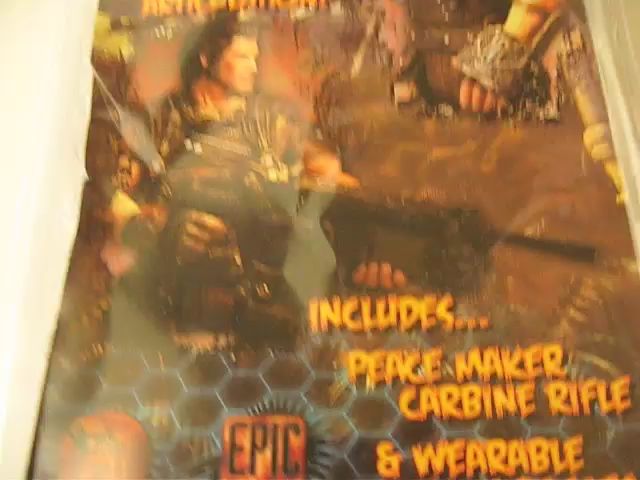 INCLUDES...
PEACE MAKER
CARBINE RIFLE
& WEARABLE
EPIC